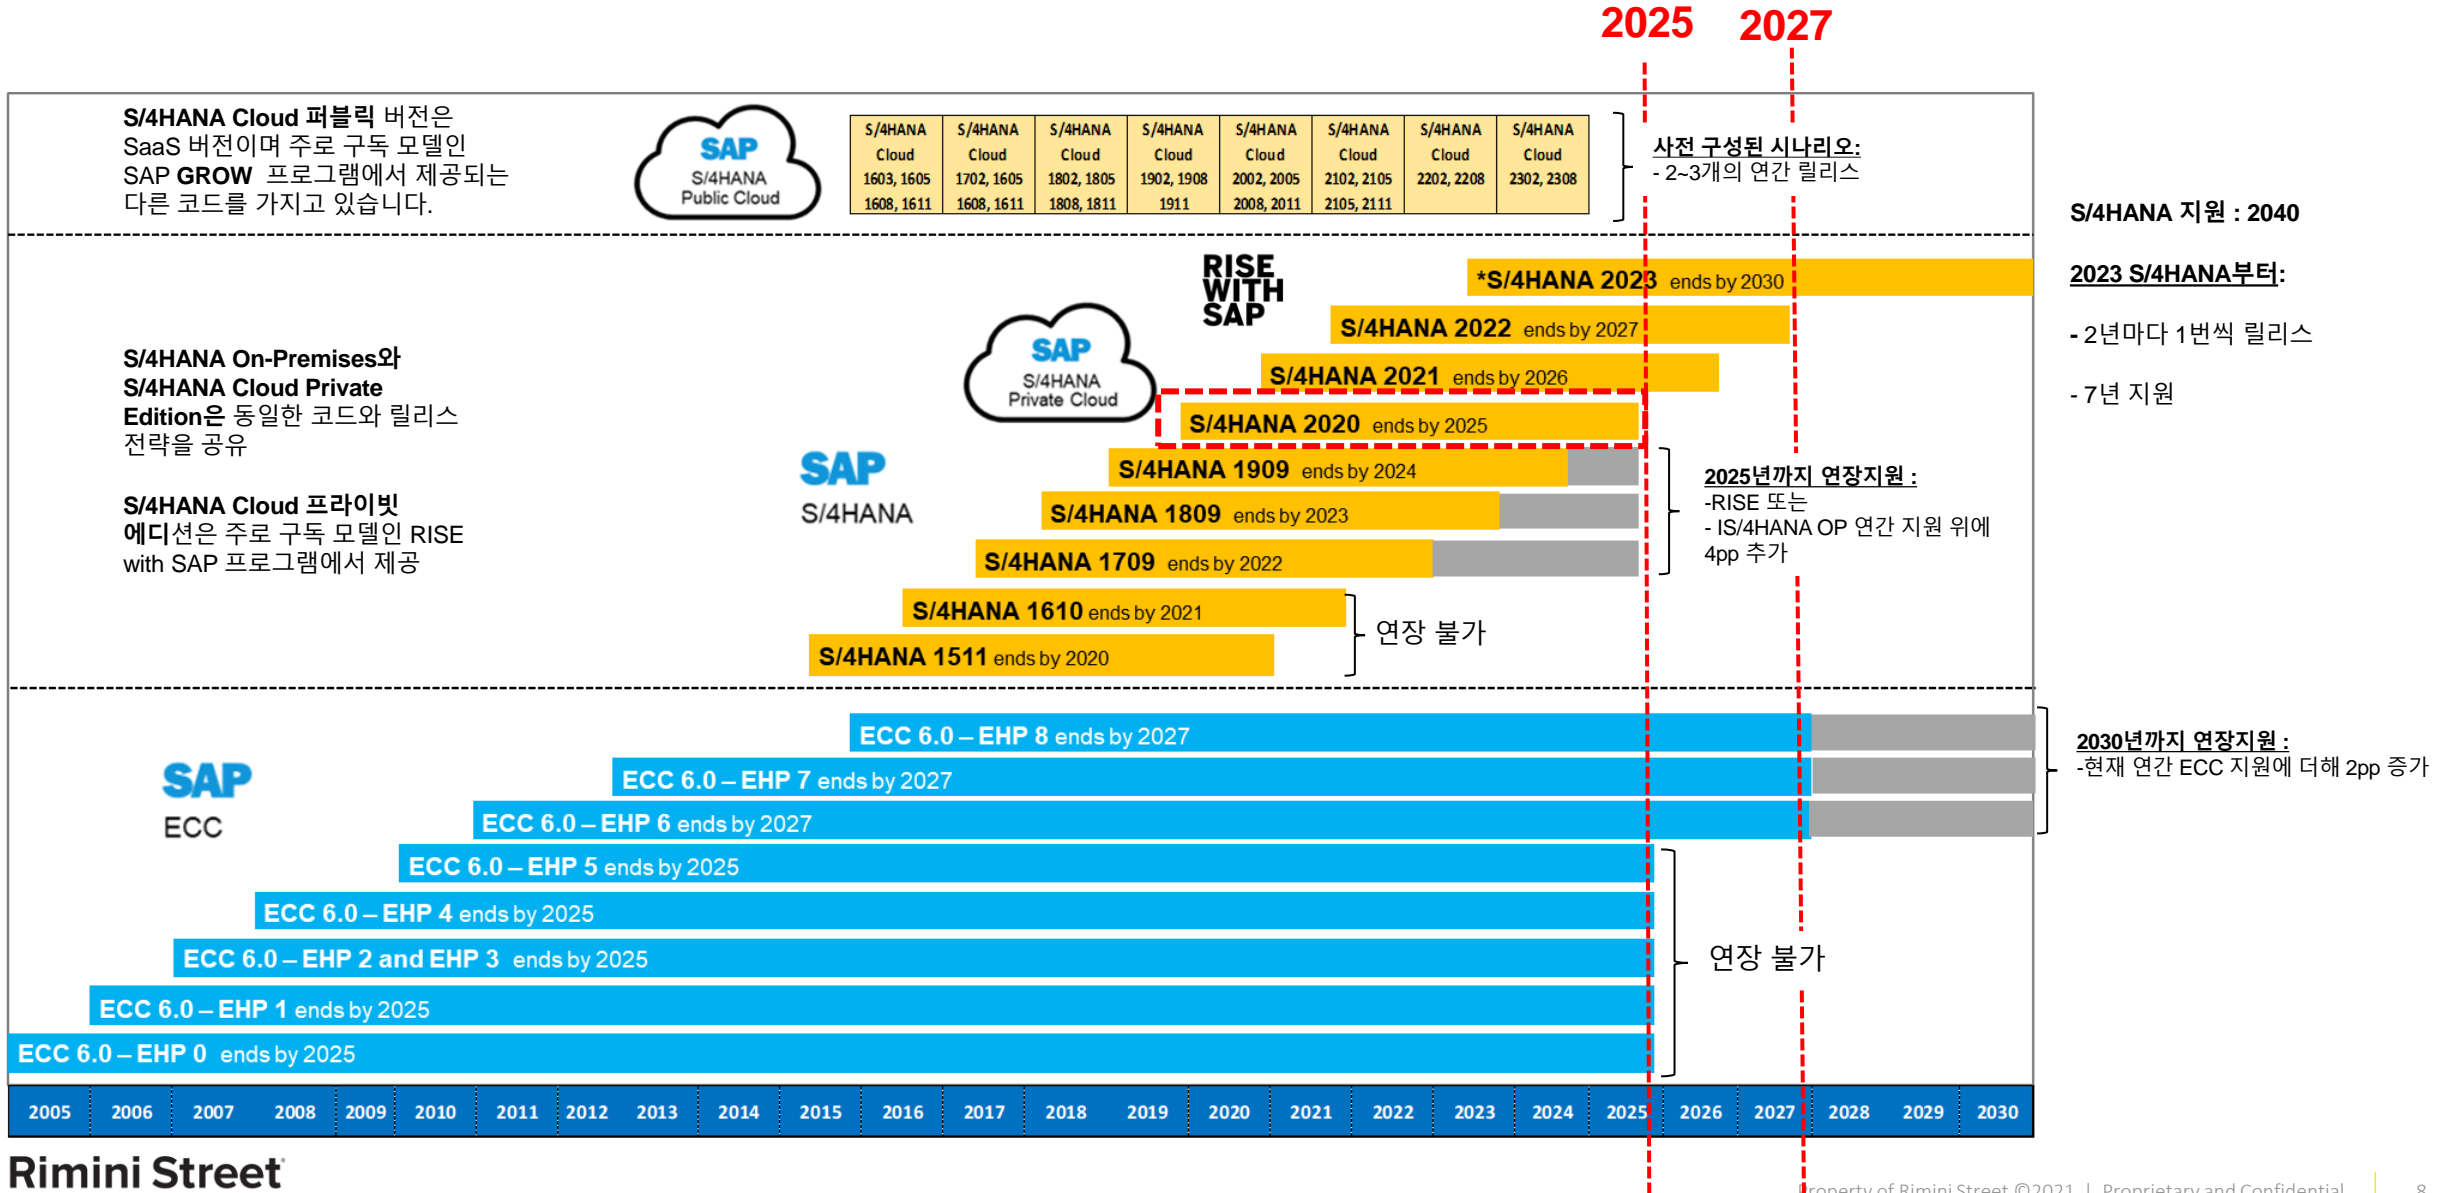 2025
2027
S/4HANA Cloud 퍼블릭 버전은
SaaS 버전이며 주로 구독 모델인
SAP GROW 프로그램에서 제공되는
다른 코드를 가지고 있습니다.
SAP
S/4HANA
Public Cloud
S/4HANA Cloud 1603, 1605 1608, 1611
S/4HANA Cloud 1702, 1605 1608, 1611
S/4HANA Cloud 1802, 1805 1808, 1811
S/4HANA Cloud 1902, 1908 1911
S/4HANA Cloud 2002, 2005 2008, 2011
S/4HANA Cloud 2102, 2105 2105, 2111
S/4HANA Cloud 2202, 2208
S/4HANA Cloud 2302, 2308
사전 구성된 시나리오:
- 2~3개의 연간 릴리스
S/4HANA 지원 : 2040
2023 S/4HANA부터:
- 2년마다 1번씩 릴리스
- 7년 지원
RISE
WITH
SAP
SAP
S/4HANA
Private Cloud
*S/4HANA 2023 ends by 2030
S/4HANA 2022 ends by 2027
S/4HANA 2021 ends by 2026
S/4HANA 2020 ends by 2025
S/4HANA 1909 ends by 2024
S/4HANA 1809 ends by 2023
S/4HANA 1709 ends by 2022
S/4HANA 1610 ends by 2021
S/4HANA 1511 ends by 2020
S/4HANA On-Premises와
S/4HANA Cloud Private
Edition은 동일한 코드와 릴리스
전략을 공유
S/4HANA Cloud 프라이빗
에디션은 주로 구독 모델인 RISE
with SAP 프로그램에서 제공
SAP
S/4HANA
2025년까지 연장지원 :
-RISE 또는
- IS/4HANA OP 연간 지원 위에
4pp 추가
연장 불가
SAP
ECC
ECC 6.0 – EHP 8 ends by 2027
ECC 6.0 – EHP 7 ends by 2027
ECC 6.0 – EHP 6 ends by 2027
ECC 6.0 – EHP 5 ends by 2025
ECC 6.0 – EHP 4 ends by 2025
ECC 6.0 – EHP 2 and EHP 3 ends by 2025
ECC 6.0 – EHP 1 ends by 2025
ECC 6.0 – EHP 0 ends by 2025
2030년까지 연장지원 :
-현재 연간 ECC 지원에 더해 2pp 증가
연장 불가
2005 2006 2007 2008 2009 2010 2011 2012 2013 2014 2015 2016 2017 2018 2019 2020 2021 2022 2023 2024 2025 2026 2027 2028 2029 2030
Rimini Street
Property of Rimini Street ©2021 | Proprietary and Confidential
8